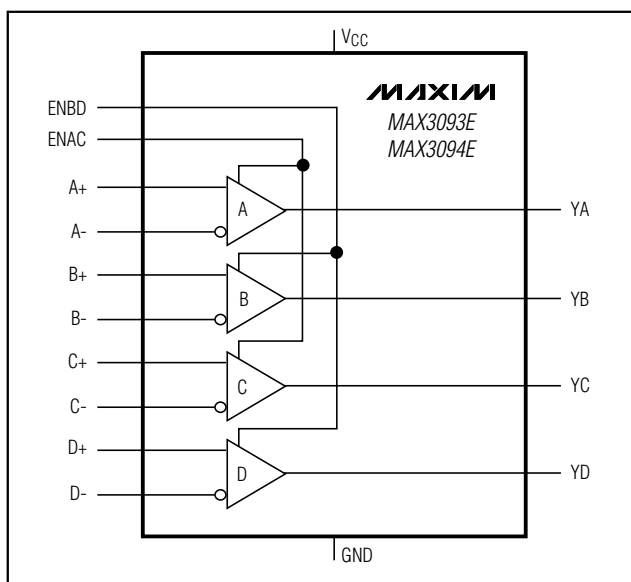 VCC
MAXIM
MAX3093E
MAX3094E
ENBD
ENAC
A+
A
YA
A-
B+
B
YB
B-
C+
C
YC
C-
D+
D
YD
D-
GND